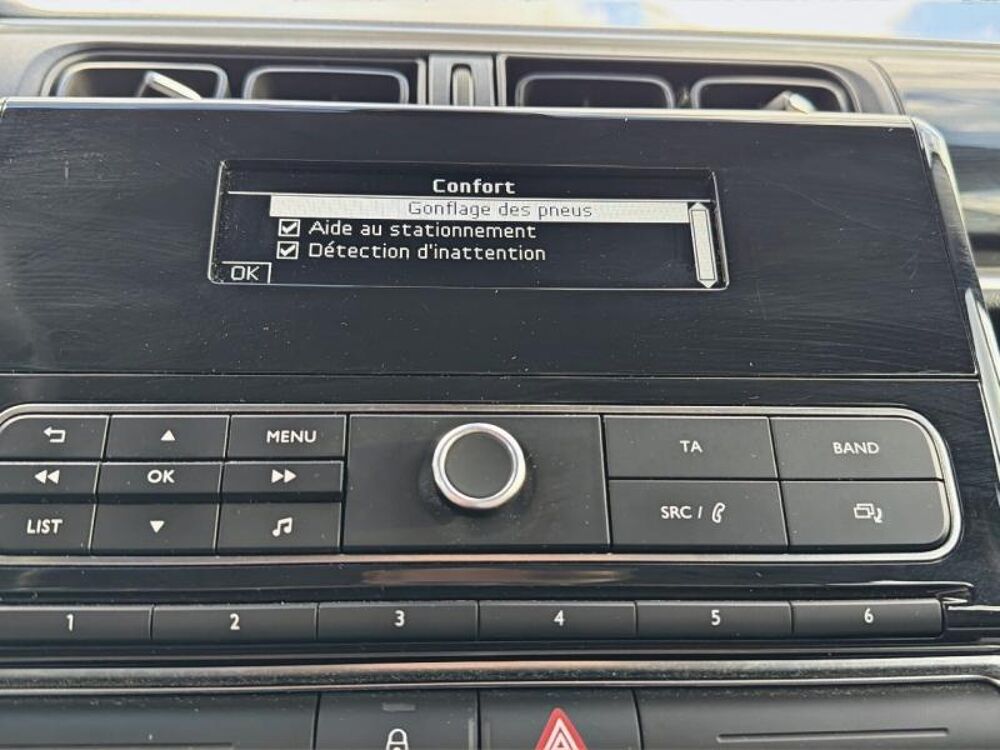 Confort
Gonflage des pneus
Aide au stationnement
Détection d'inattention
OK
MENU
TA
BAND
OK
LIST
SRC /
1 2 3 4 5 6